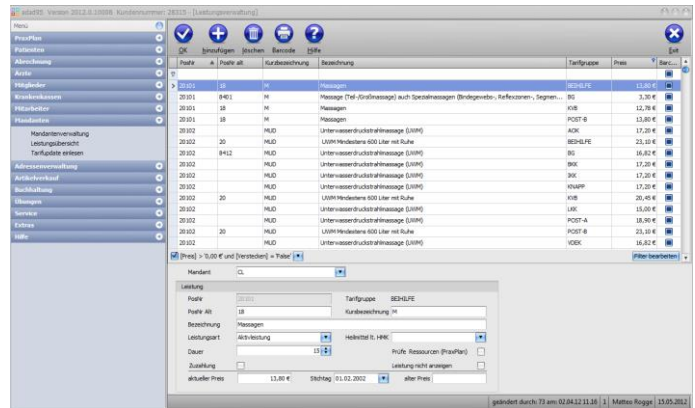 adad95 Version 2012.0.15098 Kundennummer: 28315 - [Leistungsverwaltung]
Menü
PraxPlan
Patienten
Abrechnung
Ärzte
Mitglieder
Krankenkassen
Mitarbeiter
Mandanten
Mandantenverwaltung
Leistungsübersicht
Tarifupdate einlesen
Adressenverwaltung
Artikelverkauf
Buchhaltung
Übungen
Service
Extras
Hilfe
OK hinzufügen löschen Barcode Hilfe Exit
PosNr PosNr alt Kurzbezeichnung Bezeichnung Tarifgruppe Preis Barc...
20101 18 M Massagen BEIHILFE 13,80 €
20101 8401 M Massage (Teil-/Großmassage) auch Spezialmassagen (Bindegewebs-, Reflexzonen-, Segmen... BG 3,30 €
20101 18 M Massagen KVB 12,78 €
20101 18 M Massagen POST-B 13,80 €
20102 MUD Unterwasserdruckstrahlmassage (UWM) AOK 17,20 €
20102 20 MUD UWM Mindestens 600 Liter mit Ruhe BEIHILFE 23,10 €
20102 8412 MUD Unterwasserdruckstrahlmassage (UWM) BG 16,82 €
20102 MUD Unterwasserdruckstrahlmassage (UWM) BKK 17,20 €
20102 MUD Unterwasserdruckstrahlmassage (UWM) IKK 17,20 €
20102 MUD Unterwasserdruckstrahlmassage (UWM) KNAPP 17,20 €
20102 20 MUD UWM Mindestens 600 Liter mit Ruhe KVB 20,45 €
20102 MUD Unterwasserdruckstrahlmassage (UWM) LKK 15,00 €
20102 MUD Unterwasserdruckstrahlmassage (UWM) POST-A 18,90 €
20102 20 MUD UWM Mindestens 600 Liter mit Ruhe POST-B 23,10 €
20102 MUD Unterwasserdruckstrahlmassage (UWM) VDEK 16,82 €
[Preis] > '0,00 €' und [Verstecken] = 'False' Filter bearbeiten
Mandant CL
Leistung
PosNr 20101 Tarifgruppe BEIHILFE
PosNr Alt 18 Kurzbezeichnung M
Bezeichnung Massagen
Leistungsart Aktivleistung Heilmittel lt. HMK
Dauer 15 Prüfe Ressourcen (PraxPlan)
Zuzahlung Leistung nicht anzeigen
aktueller Preis 13,80 € Stichtag 01.02.2002 alter Preis
geändert durch: 73 am: 02.04.12 11.16 1 Matteo Rogge 15.05.2012